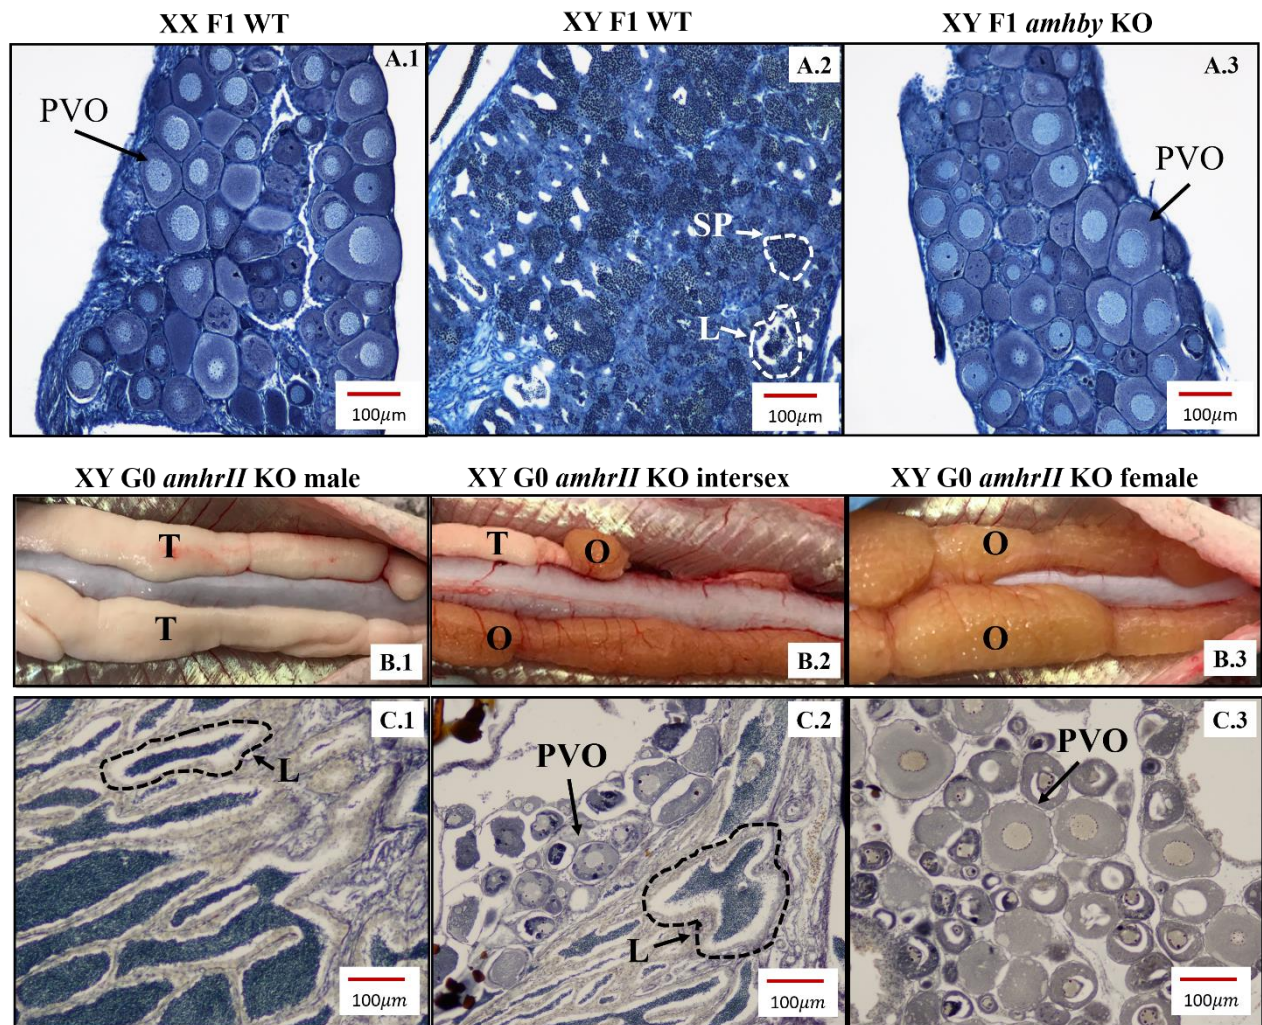 XX F1 WT
XY F1 WT
XY F1 amhby KO
A.1
A.2
A.3
PVO
PVO
SP
L
100μm
100μm
100μm
XY G0 amhrII KO male
XY G0 amhrII KO intersex
XY G0 amhrII KO female
T
T
O
O
T
O
O
B.1
B.2
B.3
C.1
C.2
C.3
L
PVO
PVO
L
100μm
100μm
100μm